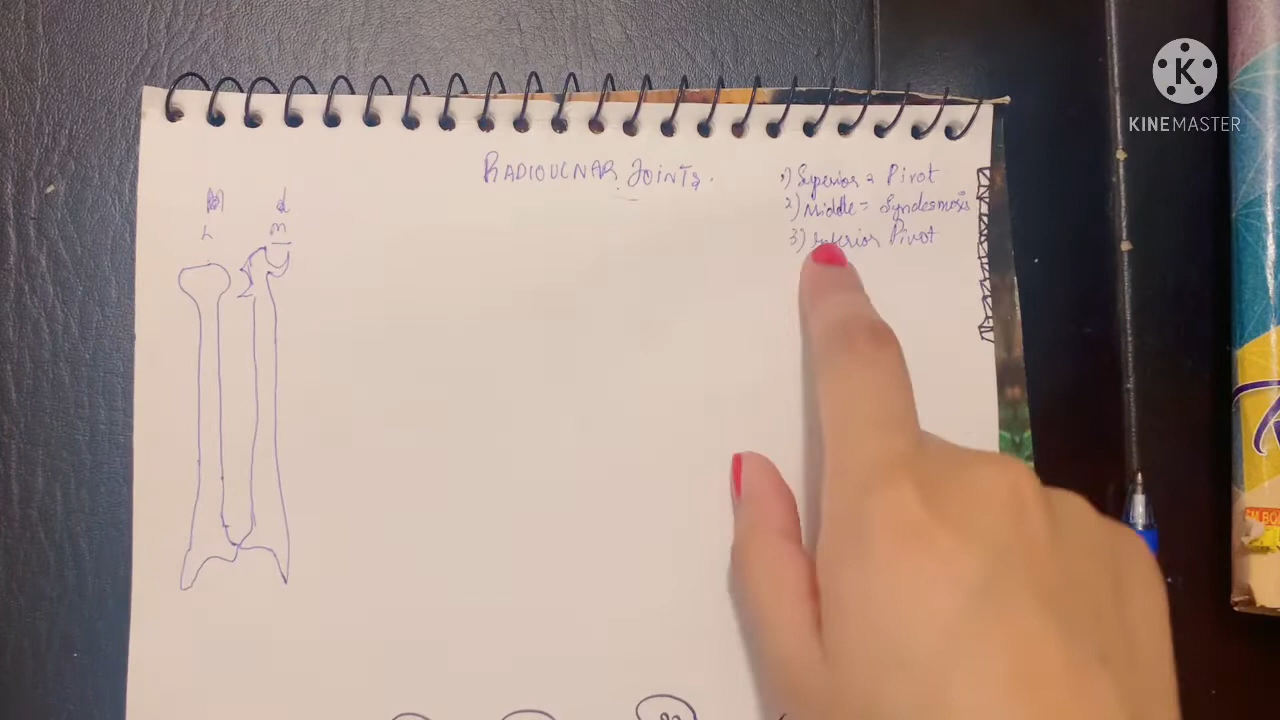 RADIOULNAR JOINTS.
1) Superior = Pivot
2) Middle = Syndesmosis
3) Inferior Pivot
L
M
K
KINEMASTER